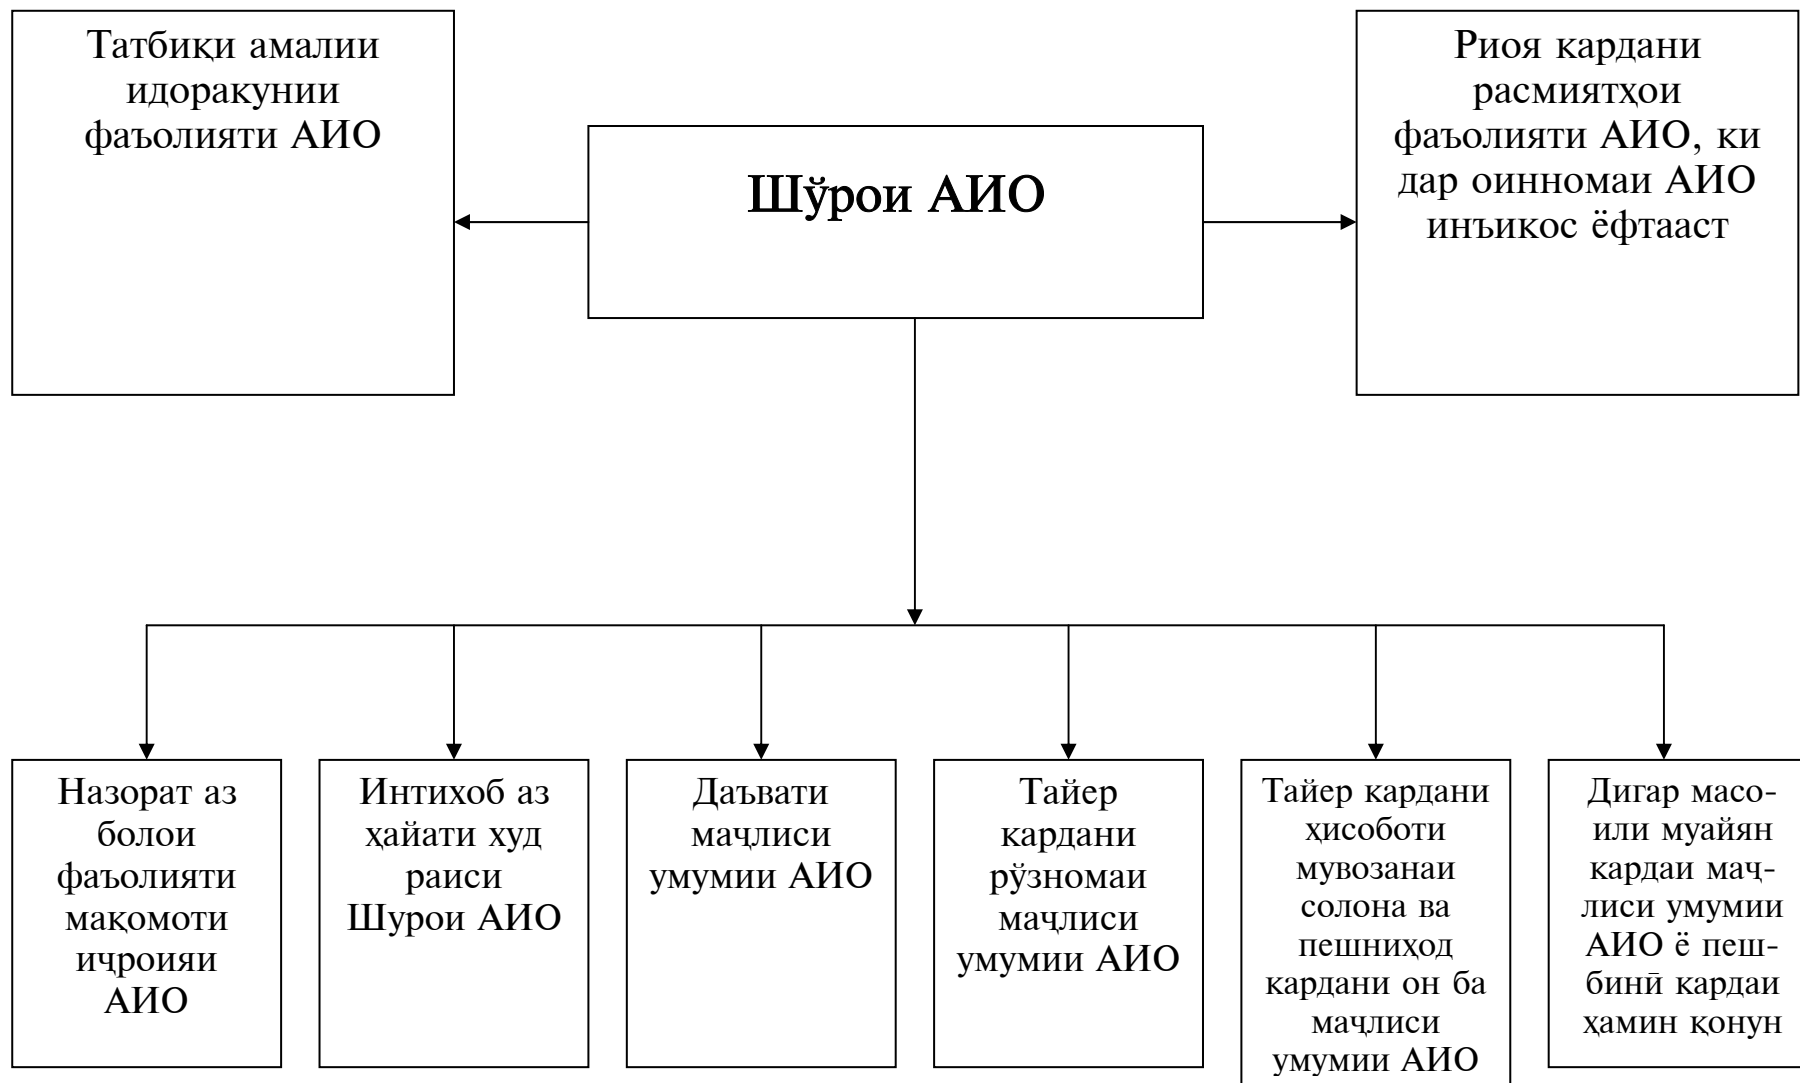 Татбиқи амалии
идоракунии
фаъолияти АИО
Шӯрои АИО
Риоя кардани
расмиятҳои
фаъолияти АИО, ки
дар оинномаи АИО
инъикос ёфтааст
Назорат аз
болои
фаъолияти
мақомоти
иҷроияи
АИО
Интихоб аз
ҳайати худ
раиси
Шурои АИО
Даъвати
маҷлиси
умумии АИО
Тайер
кардани
рӯзномаи
маҷлиси
умумии АИО
Тайер кардани
ҳисоботи
мувозанаи
солона ва
пешниҳод
кардани он ба
маҷлиси
умумии АИО
Дигар масо-
или муайян
кардаи маҷ-
лиси умумии
АИО ё пеш-
бинӣ кардаи
ҳамин қонун